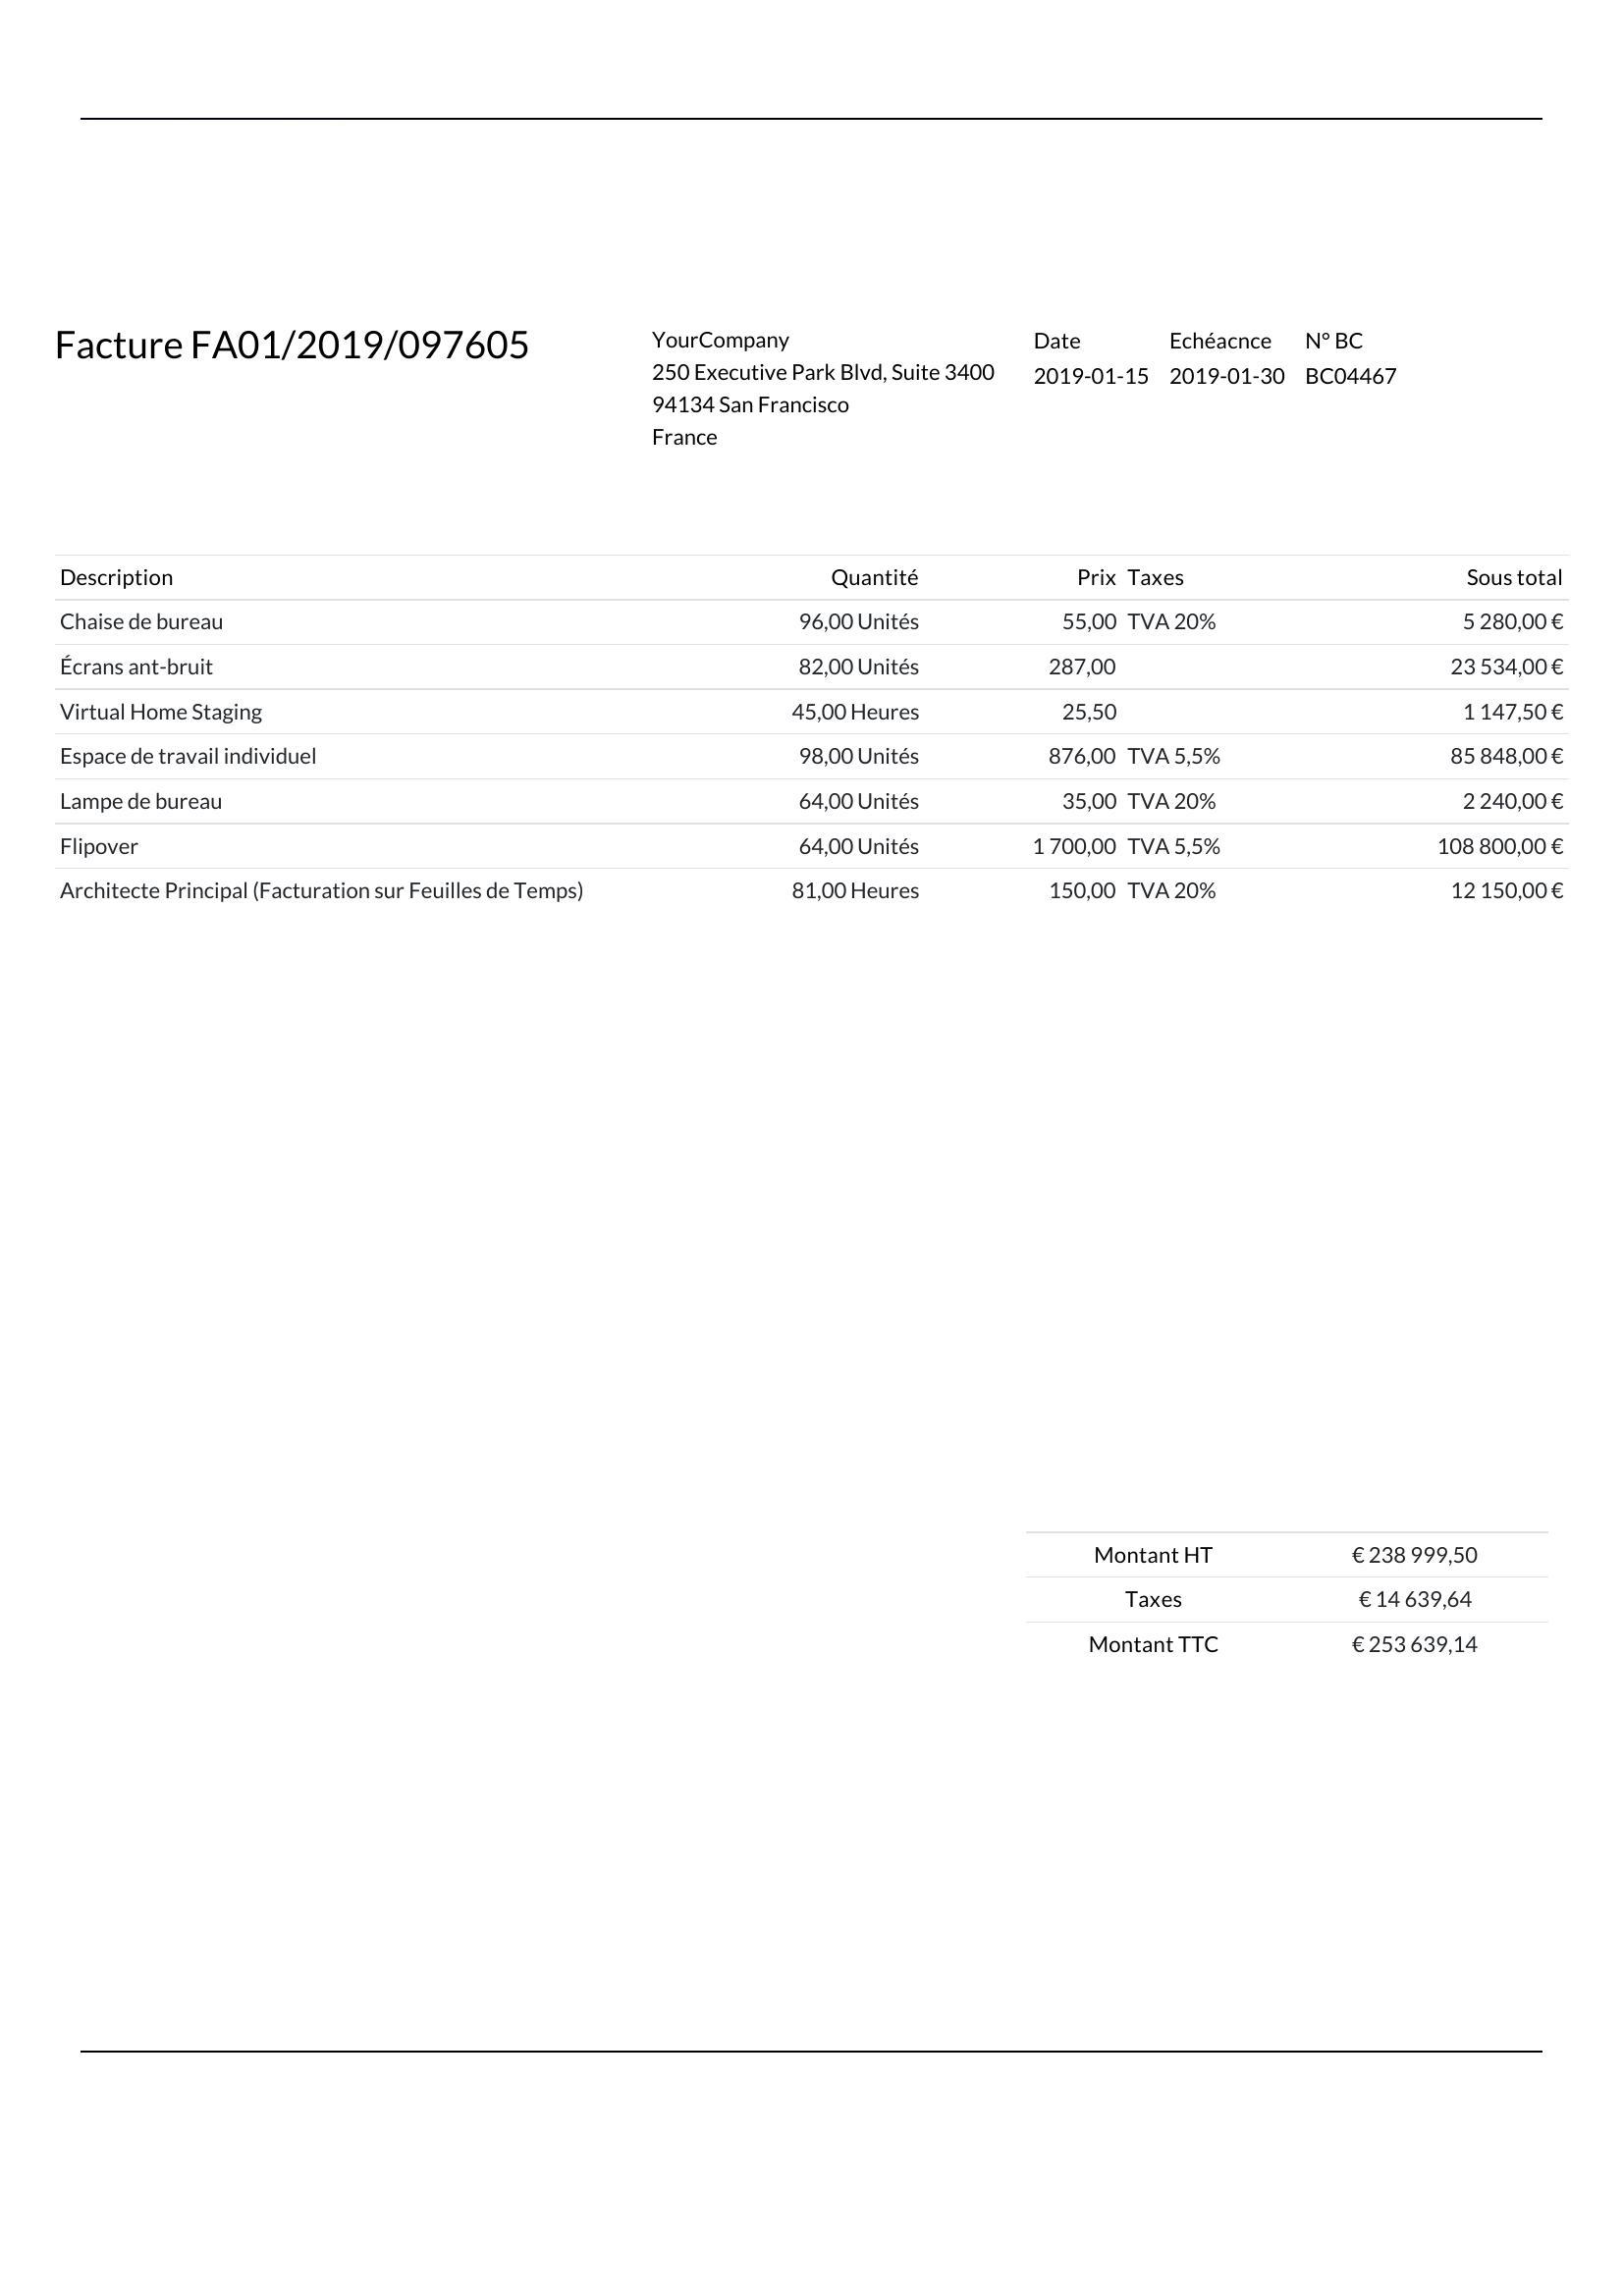 Facture FA01/2019/097605
YourCompany
250 Executive Park Blvd, Suite 3400
94134 San Francisco
France
Date Echéacnce N° BC
2019-01-15 2019-01-30 BC04467
Description Quantité Prix Taxes Sous total
Chaise de bureau 96,00 Unités 55,00 TVA 20% 5 280,00 €
Écrans ant-bruit 82,00 Unités 287,00 23 534,00 €
Virtual Home Staging 45,00 Heures 25,50 1 147,50 €
Espace de travail individuel 98,00 Unités 876,00 TVA 5,5% 85 848,00 €
Lampe de bureau 64,00 Unités 35,00 TVA 20% 2 240,00 €
Flipover 64,00 Unités 1 700,00 TVA 5,5% 108 800,00 €
Architecte Principal (Facturation sur Feuilles de Temps) 81,00 Heures 150,00 TVA 20% 12 150,00 €
Montant HT € 238 999,50
Taxes € 14 639,64
Montant TTC € 253 639,14